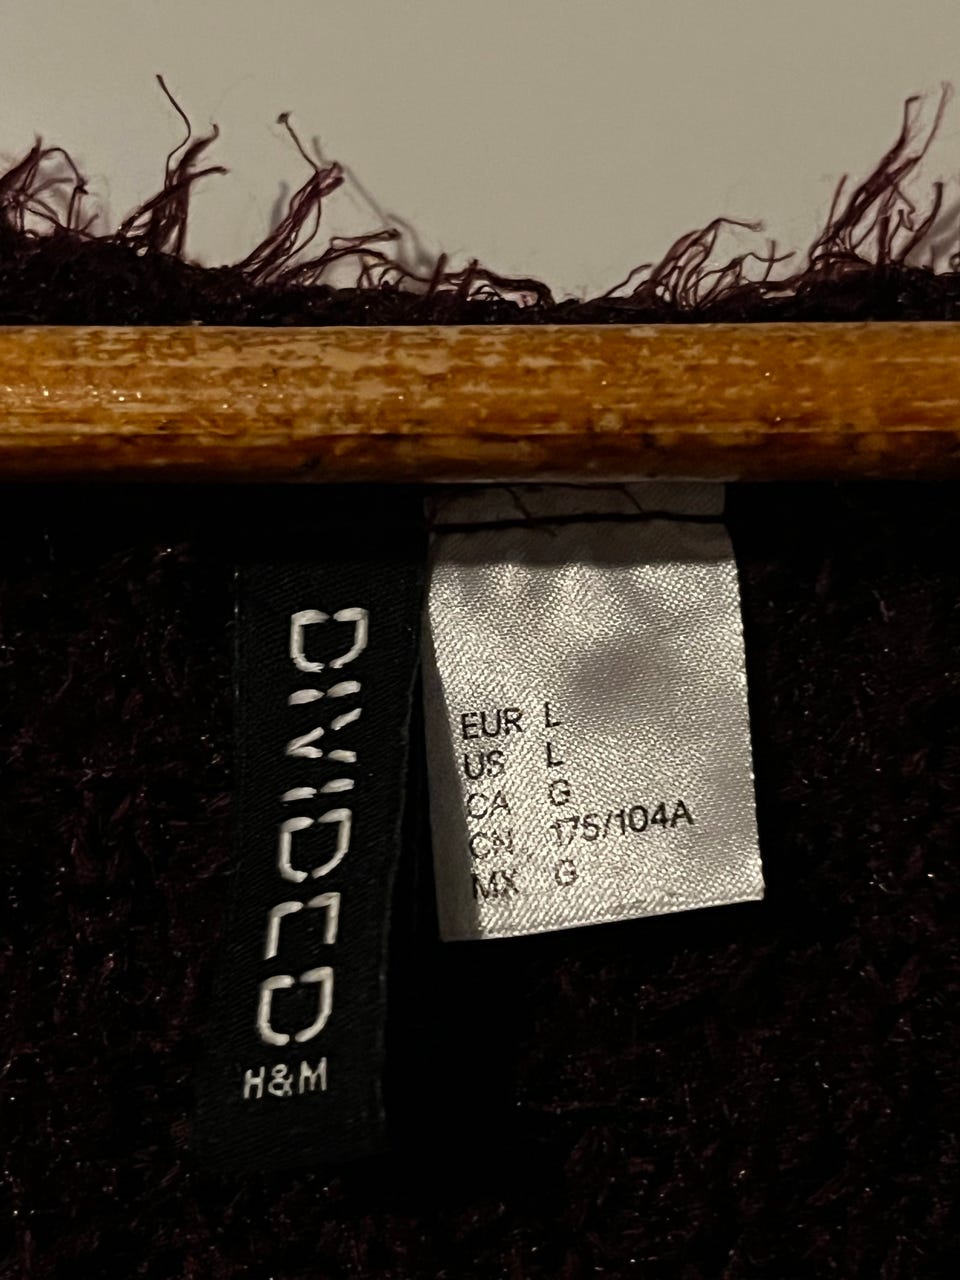 DIVIDED
H&M
EUR L
US L
CA G
CN 175/104A
MX G